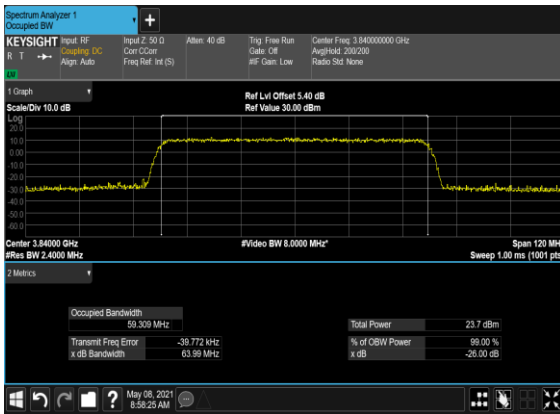 Spectrum Analyzer 1
Occupied BW
KEYSIGHT
R T
Input: RF
Coupling: DC
Align: Auto
Input Z: 50 Ω
Corr CCorr
Freq Ref: Int (S)
Atten: 40 dB
Trig: Free Run
Gate: Off
#IF Gain: Low
Center Freq: 3.840000000 GHz
Avg|Hold: 200/200
Radio Std: None
LXI
1 Graph
Scale/Div 10.0 dB
Ref Lvl Offset 5.40 dB
Ref Value 30.00 dBm
Log
20.0
10.0
0.00
-10.0
-20.0
-30.0
-40.0
-50.0
-60.0
Center 3.84000 GHz
#Res BW 2.4000 MHz
#Video BW 8.0000 MHz*
Span 120 MH
Sweep 1.00 ms (1001 pts
2 Metrics
Occupied Bandwidth
59.309 MHz
Transmit Freq Error -39.772 kHz
x dB Bandwidth 63.99 MHz
Total Power 23.7 dBm
% of OBW Power 99.00 %
x dB -26.00 dB
May 08, 2021
8:58:25 AM